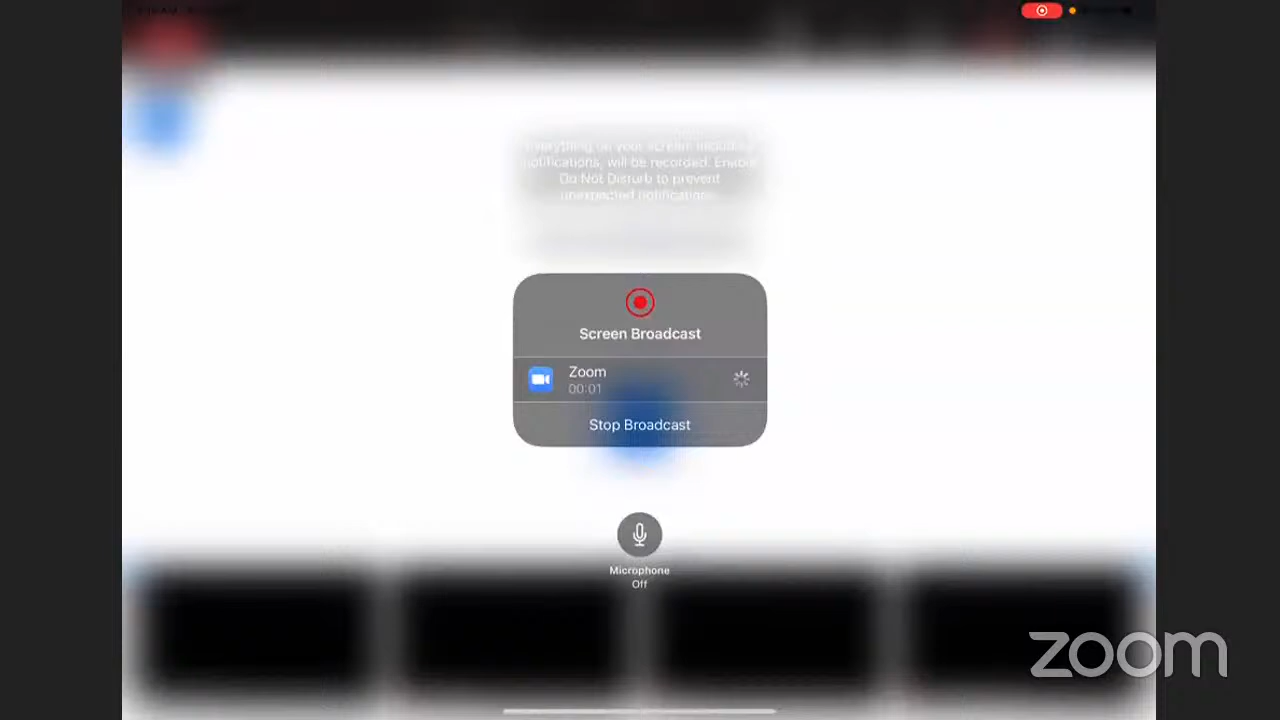 everything on your screen, including
notifications, will be recorded. Enable
Do Not Disturb to prevent
unexpected notifications.
Screen Broadcast
Zoom
00:01
Stop Broadcast
Microphone
Off
zoom